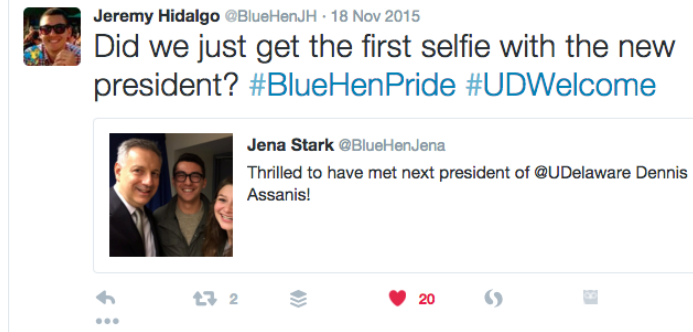 Jeremy Hidalgo @BlueHenJH · 18 Nov 2015
Did we just get the first selfie with the new
president? #BlueHenPride #UDWelcome
Jena Stark @BlueHenJena
Thrilled to have met next president of @UDelaware Dennis
Assanis!
2
20